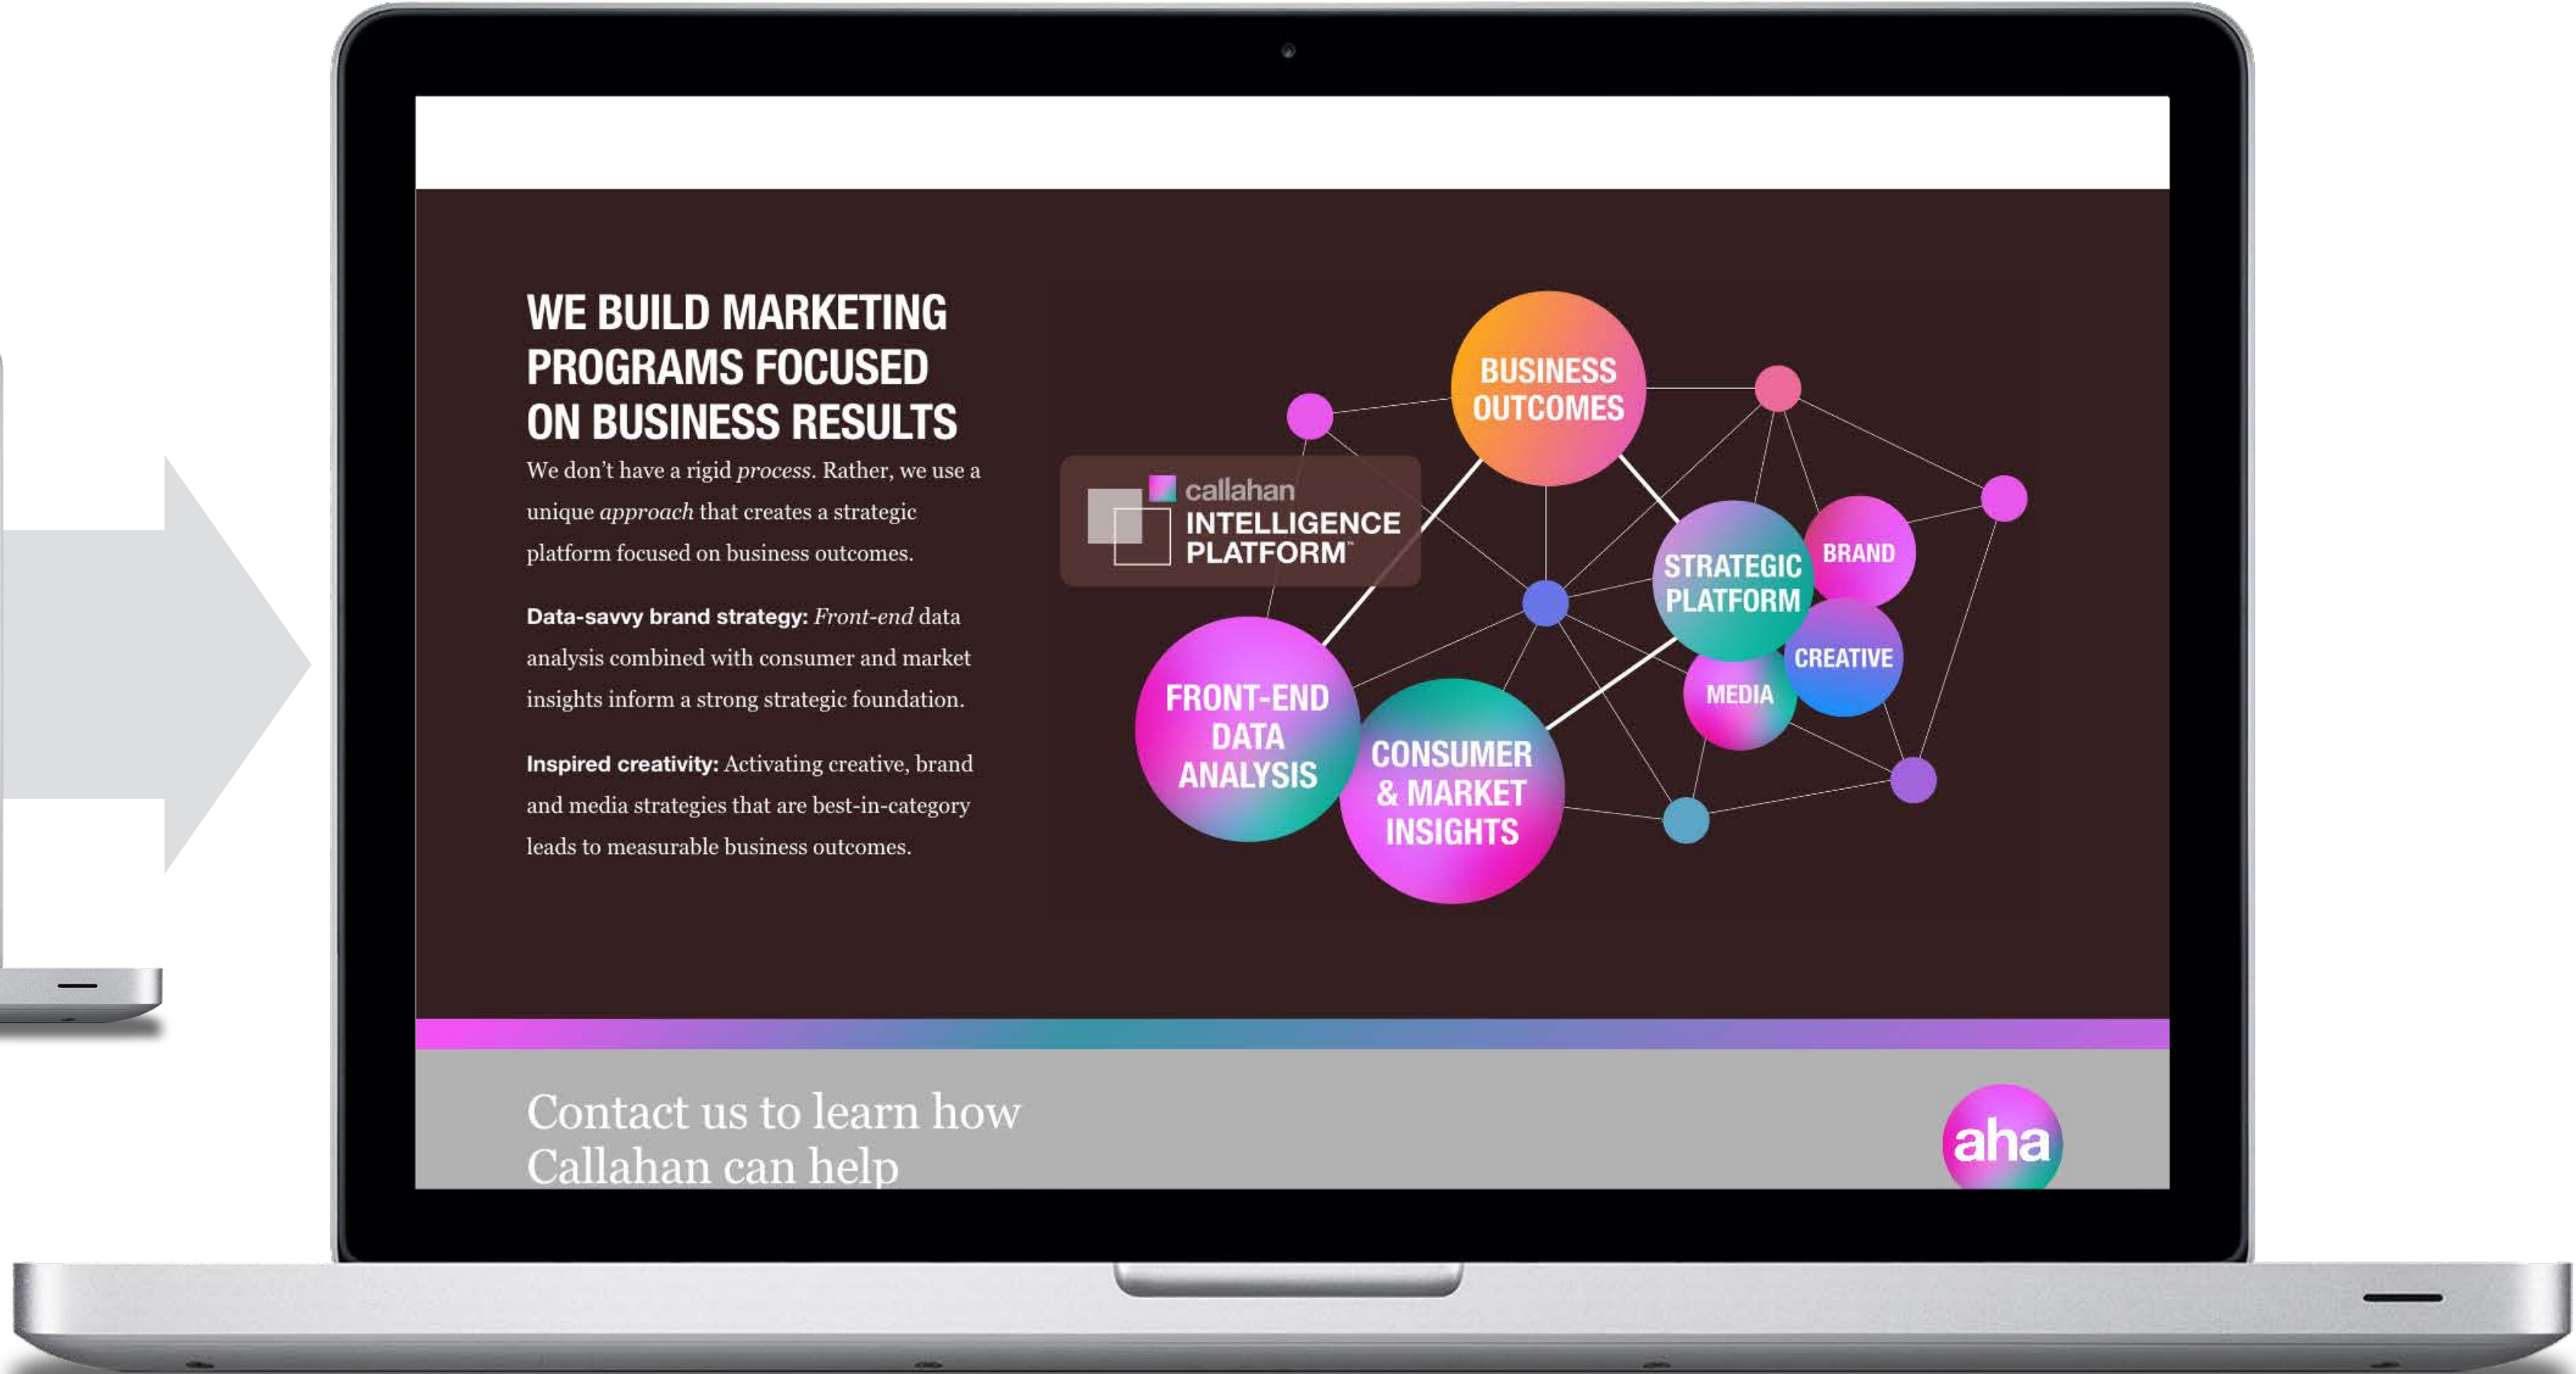 WE BUILD MARKETING
PROGRAMS FOCUSED
ON BUSINESS RESULTS
We don’t have a rigid process. Rather, we use a
unique approach that creates a strategic
platform focused on business outcomes.
Data-savvy brand strategy: Front-end data
analysis combined with consumer and market
insights inform a strong strategic foundation.
Inspired creativity: Activating creative, brand
and media strategies that are best-in-category
leads to measurable business outcomes.
callahan
INTELLIGENCE
PLATFORM™
BUSINESS
OUTCOMES
STRATEGIC
PLATFORM
BRAND
CREATIVE
MEDIA
FRONT-END
DATA
ANALYSIS
CONSUMER
& MARKET
INSIGHTS
Contact us to learn how
Callahan can help
aha